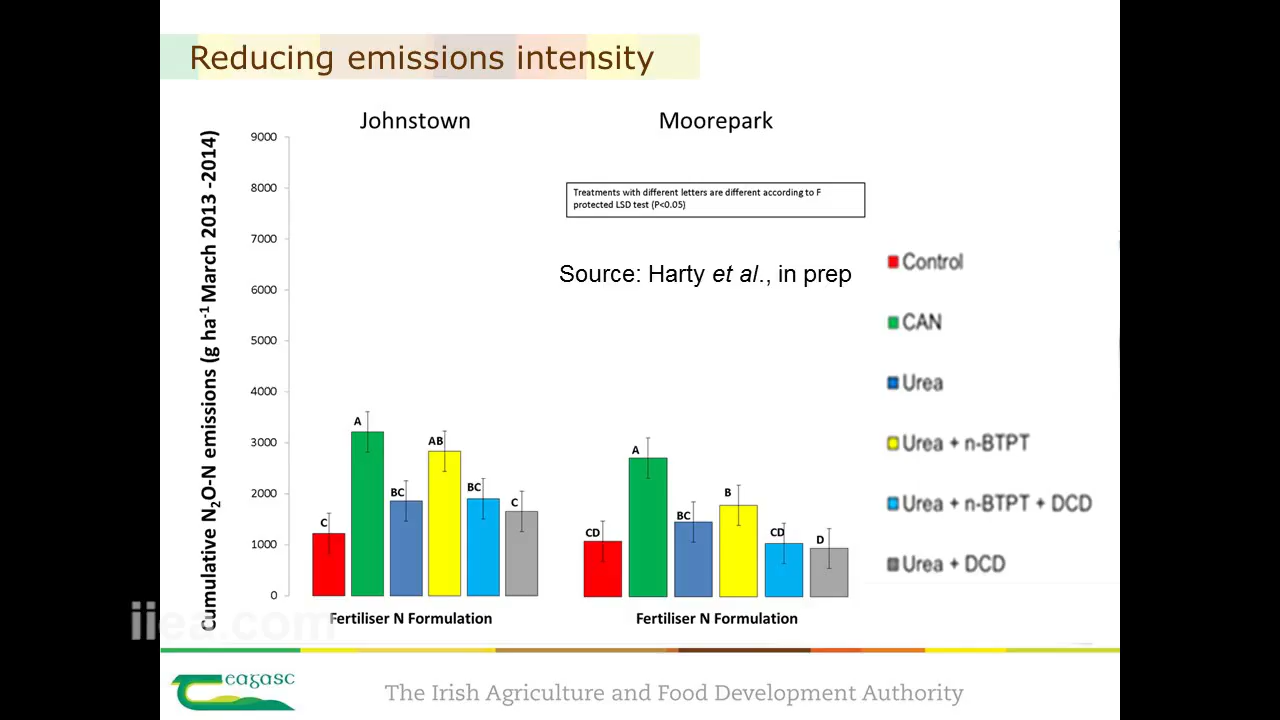 Reducing emissions intensity
Johnstown
Moorepark
Cumulative N2O-N emissions (g ha-1 March 2013 -2014)
9000
8000
7000
6000
5000
4000
3000
2000
1000
0
C
A
BC
AB
BC
C
Fertiliser N Formulation
Treatments with different letters are different according to F
protected LSD test (P<0.05)
Source: Harty et al., in prep
CD
A
BC
B
CD
D
Fertiliser N Formulation
Control
CAN
Urea
Urea + n-BTPT
Urea + n-BTPT + DCD
Urea + DCD
iiea.com
eagasc
The Irish Agriculture and Food Development Authority